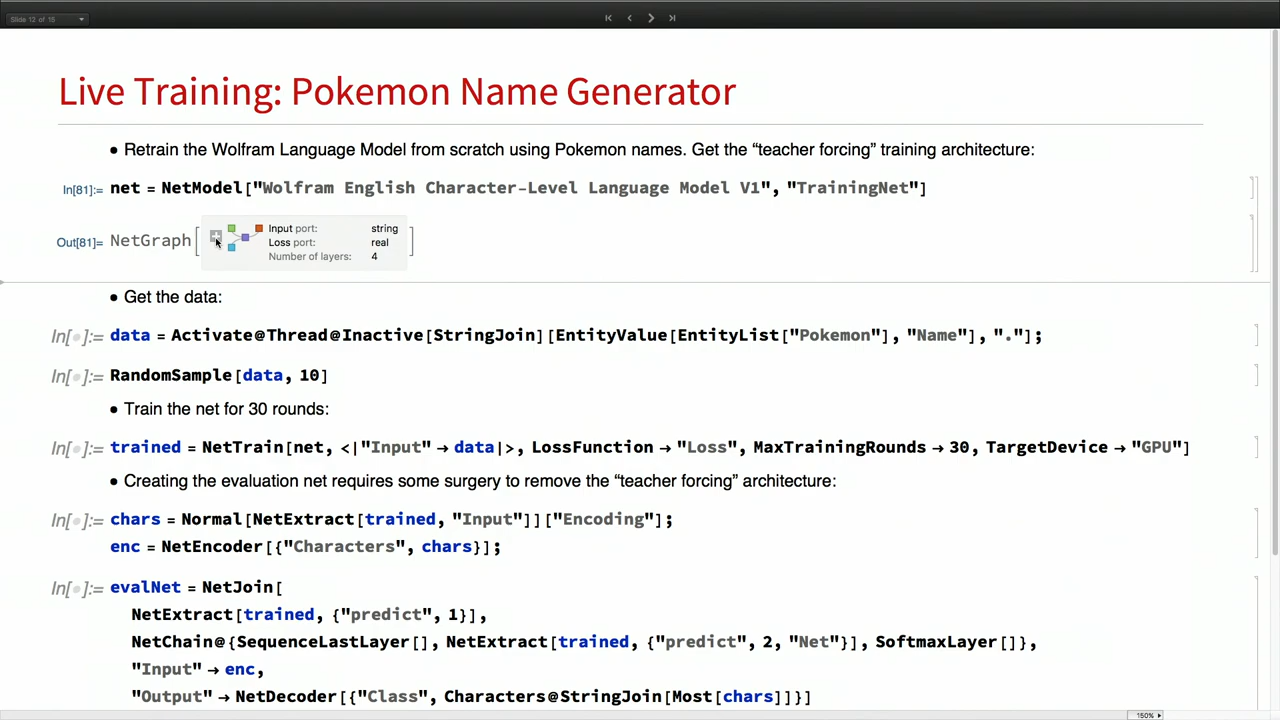 Slide 12 of 15
Live Training: Pokemon Name Generator
• Retrain the Wolfram Language Model from scratch using Pokemon names. Get the “teacher forcing” training architecture:
In[81]:= net = NetModel["Wolfram English Character-Level Language Model V1", "TrainingNet"]
Input port: string
Out[81]= NetGraph[ Loss port: real ]
Number of layers: 4
• Get the data:
In[●]:= data = Activate@Thread@Inactive[StringJoin][EntityValue[EntityList["Pokemon"], "Name"], "."];
In[●]:= RandomSample[data, 10]
• Train the net for 30 rounds:
In[●]:= trained = NetTrain[net, <|"Input" → data|>, LossFunction → "Loss", MaxTrainingRounds → 30, TargetDevice → "GPU"]
• Creating the evaluation net requires some surgery to remove the “teacher forcing” architecture:
In[●]:= chars = Normal[NetExtract[trained, "Input"]]["Encoding"];
enc = NetEncoder[{"Characters", chars}];
In[●]:= evalNet = NetJoin[
NetExtract[trained, {"predict", 1}],
NetChain@{SequenceLastLayer[], NetExtract[trained, {"predict", 2, "Net"}], SoftmaxLayer[]},
"Input" → enc,
"Output" → NetDecoder[{"Class", Characters@StringJoin[Most[chars]]}]
150%